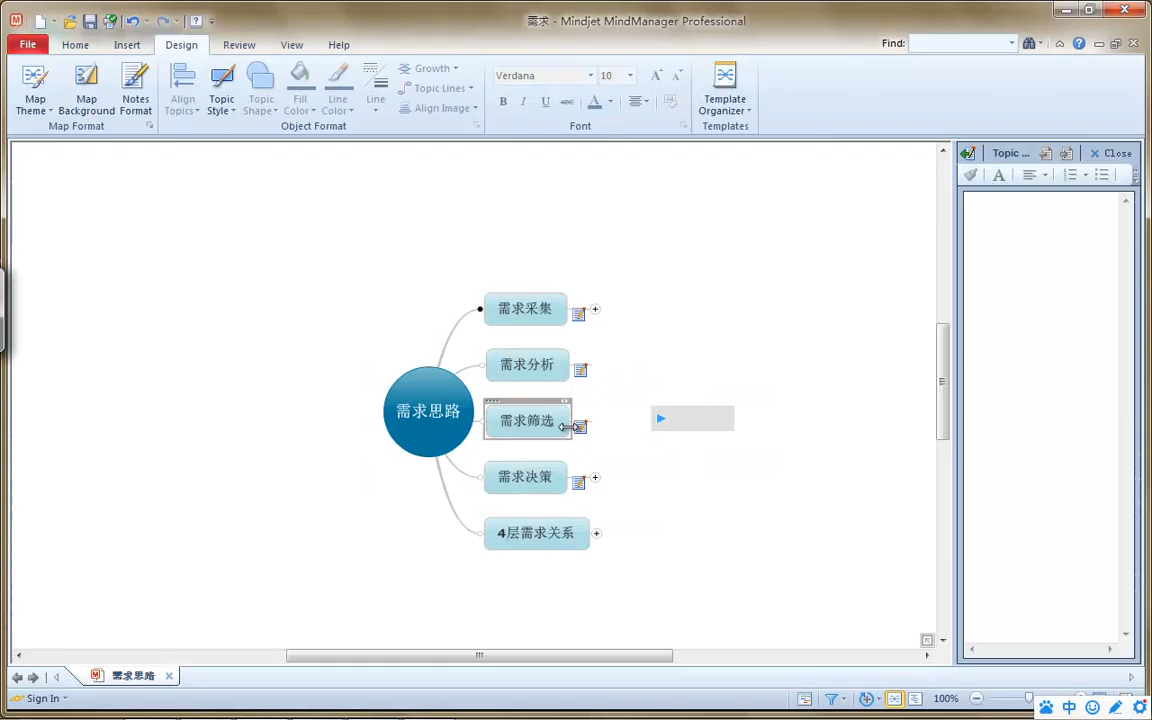 需求 - Mindjet MindManager Professional
File Home Insert Design Review View Help
Find:
Map Theme
Map Background
Notes Format
Map Format
Align Topics
Topic Style
Topic Shape
Fill Color
Line Color
Line
Growth
Topic Lines
Align Image
Object Format
Verdana 10
B I U abc A
Font
Template Organizer
Templates
Topic ... Close
A
需求采集
需求分析
需求思路
需求筛选
需求决策
4层需求关系
需求思路
Sign In
100%
中